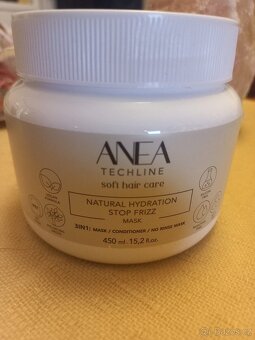 ANEA
TECHLINE
soft hair care
NATURAL HYDRATION
STOP FRIZZ
MASK
3IN1: MASK / CONDITIONER / NO RINSE MASK
450 ml 15,2 fl.oz.